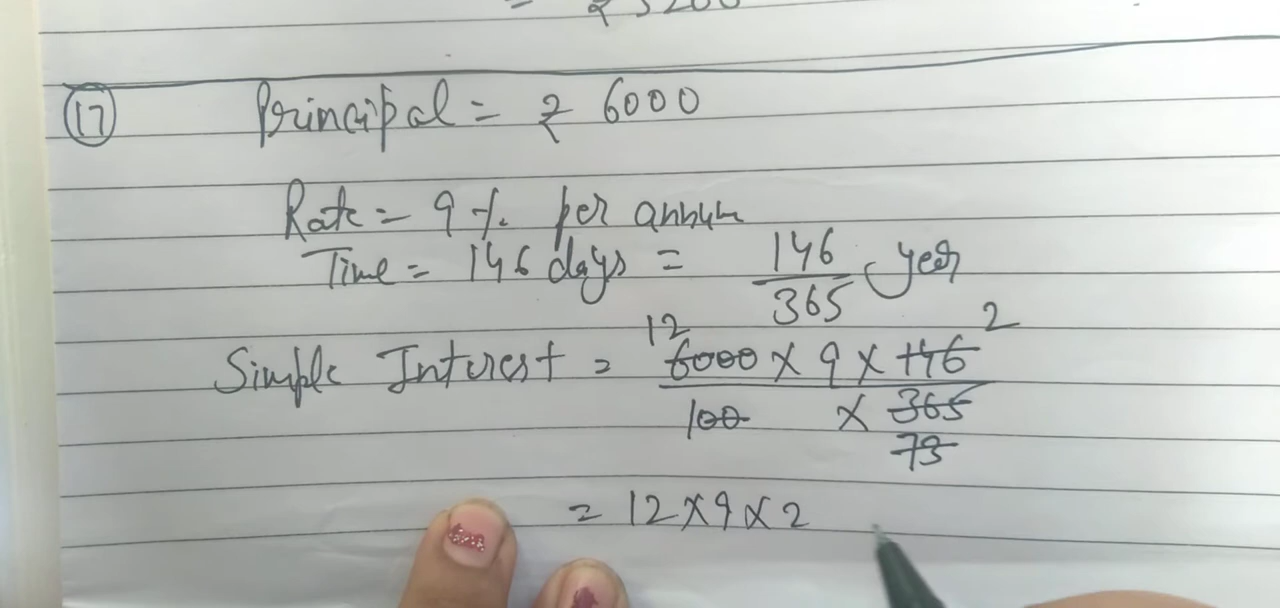 = ₹ 5200
(17) Principal = ₹ 6000
Rate = 9 % per annum
Time = 146 days = 146/365 year
12 2
Simple Interest = 6000 × 9 × 146
100 × 365
73
= 12 × 9 × 2